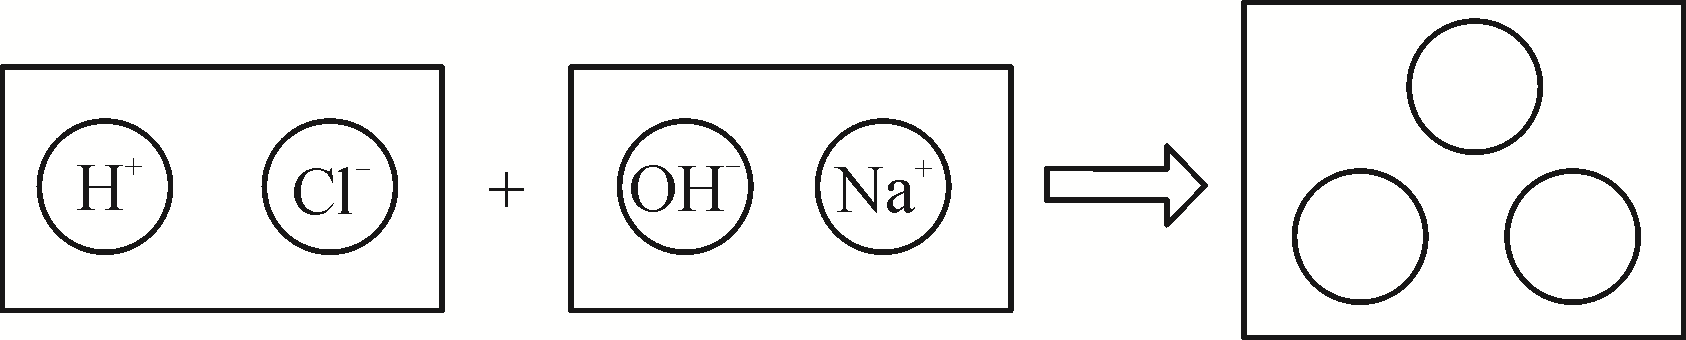 H⁺ Cl⁻ + OH⁻ Na⁺